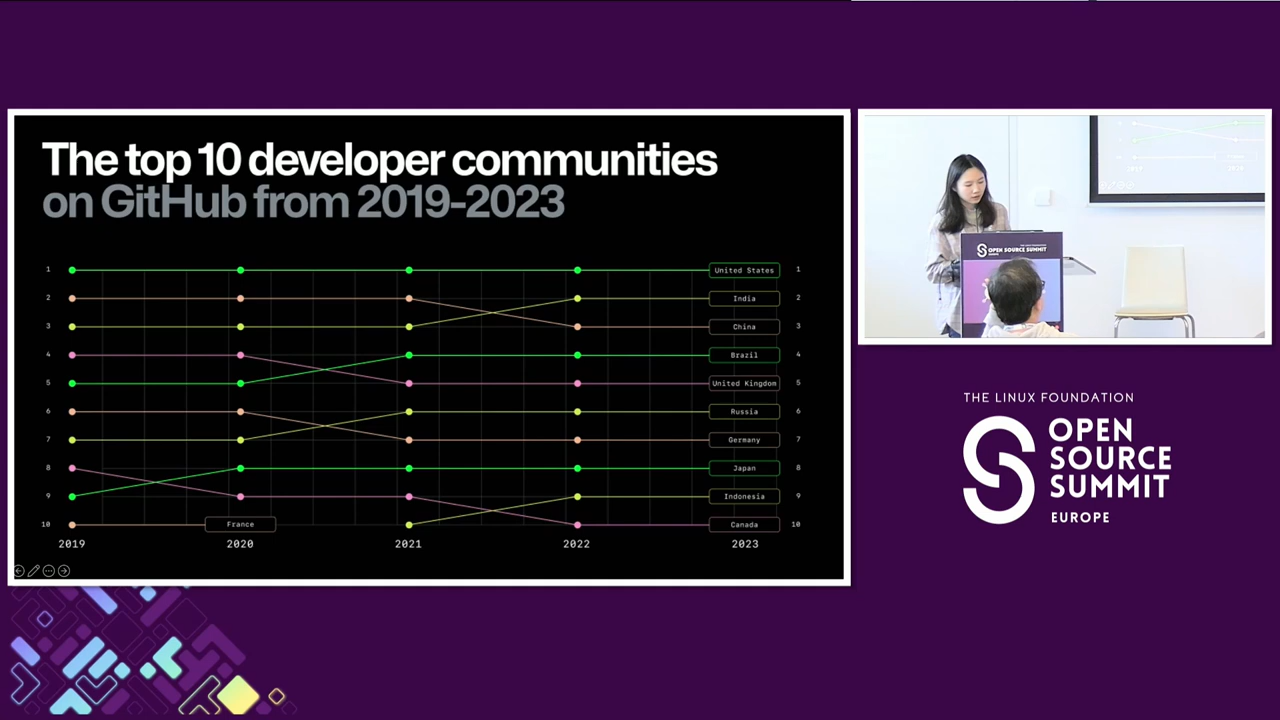 The top 10 developer communities
on GitHub from 2019-2023
1 United States 1
2 India 2
3 China 3
4 Brazil 4
5 United Kingdom 5
6 Russia 6
7 Germany 7
8 Japan 8
9 Indonesia 9
10 France Canada 10
2019 2020 2021 2022 2023
OPEN SOURCE SUMMIT
THE LINUX FOUNDATION
OPEN
SOURCE
SUMMIT
EUROPE